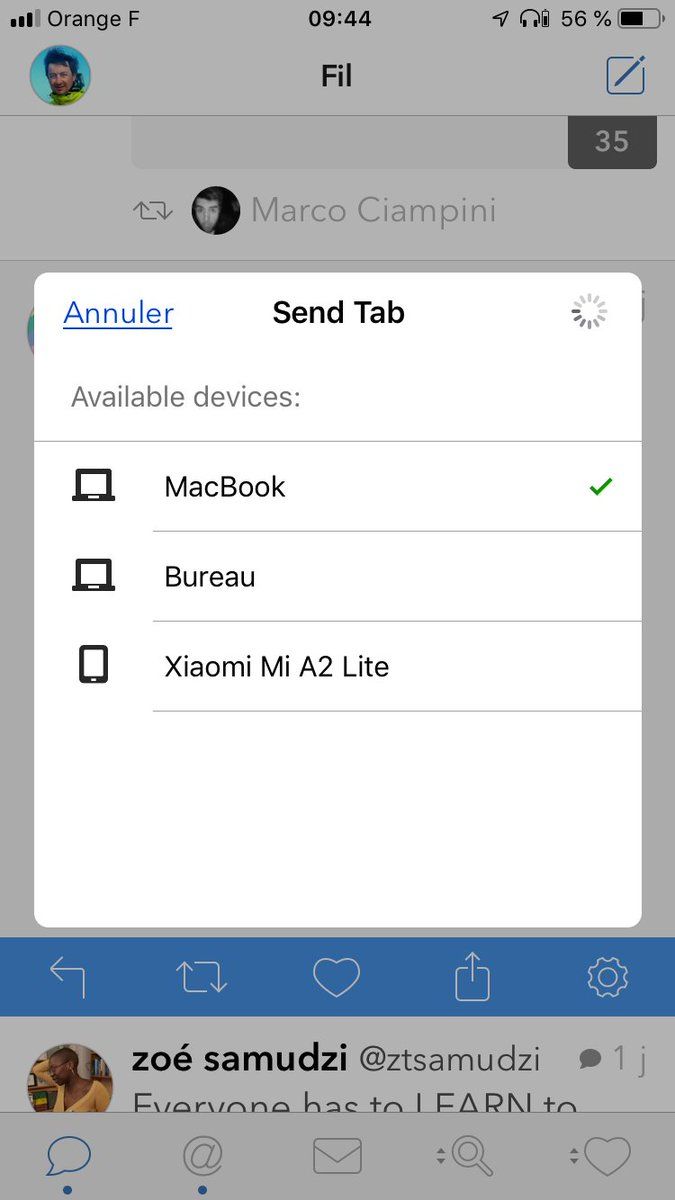 Orange F 09:44 56 %
Fil
35
Marco Ciampini
Annuler Send Tab
Available devices:
MacBook
Bureau
Xiaomi Mi A2 Lite
zoé samudzi @ztsamudzi 1 j
Everyone has to LEARN to
@